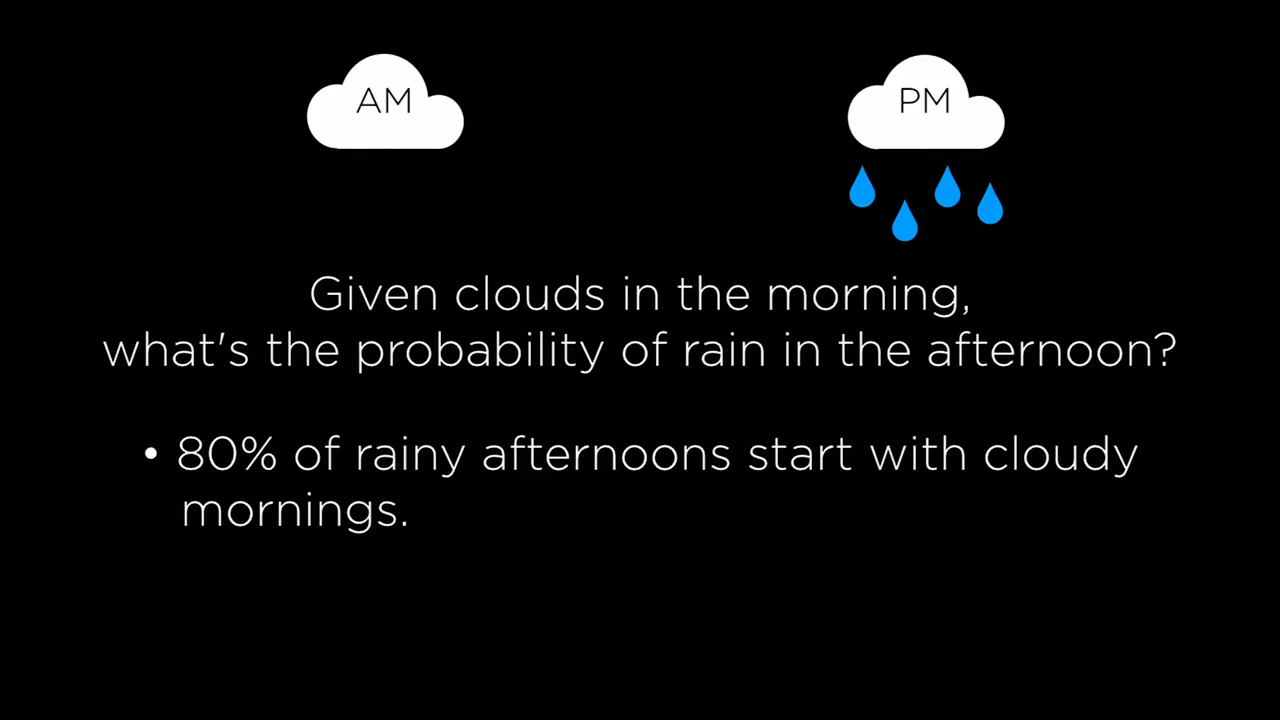 AM
PM
Given clouds in the morning,
what's the probability of rain in the afternoon?
• 80% of rainy afternoons start with cloudy
mornings.